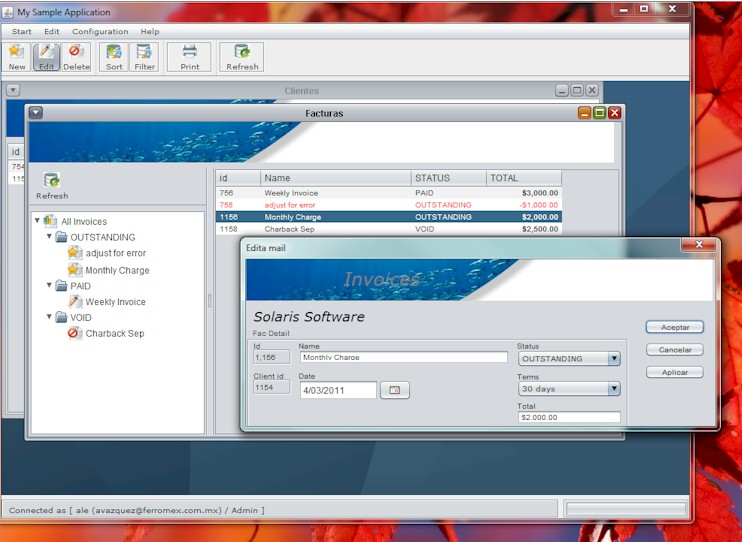 My Sample Application
Start Edit Configuration Help
New Edit Delete Sort Filter Print Refresh
Clientes
id
754
115
Facturas
Refresh
All Invoices
OUTSTANDING
adjust for error
Monthly Charge
PAID
Weekly Invoice
VOID
Charback Sep
id Name STATUS TOTAL
756 Weekly Invoice PAID $3,000.00
758 adjust for error OUTSTANDING -$1,000.00
1156 Monthly Charge OUTSTANDING $2,000.00
1158 Charback Sep VOID $2,500.00
Edita mail
Invoices
Solaris Software
Fac Detail
Id Name Status
1,156 Monthly Charge OUTSTANDING
Client id Date Terms
1154 4/03/2011 30 days
Total
$2,000.00
Aceptar
Cancelar
Aplicar
Connected as [ ale (avazquez@ferromex.com.mx) / Admin ]